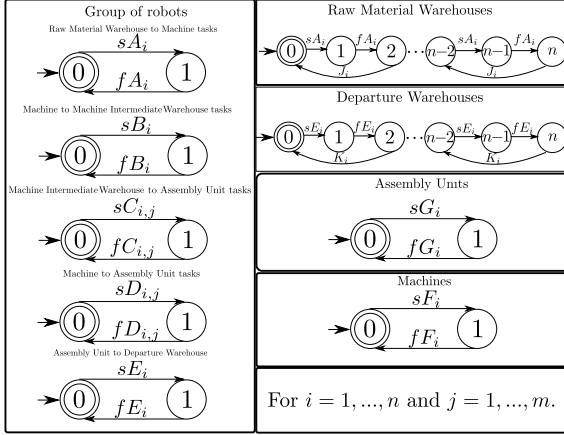 Group of robots
Raw Material Warehouse to Machine tasks
sA_i
0 1
fA_i
Machine to Machine Intermediate Warehouse tasks
sB_i
0 1
fB_i
Machine Intermediate Warehouse to Assembly Unit tasks
sC_{i,j}
0 1
fC_{i,j}
Machine to Assembly Unit tasks
sD_{i,j}
0 1
fD_{i,j}
Assembly Unit to Departure Warehouse
sE_i
0 1
fE_i
Raw Material Warehouses
sA_i fA_i sA_i fA_i
0 1 2 ... n−2 n−1 n
J_i J_i
Departure Warehouses
sE_i fE_i sE_i fE_i
0 1 2 ... n−2 n−1 n
K_i K_i
Assembly Units
sG_i
0 1
fG_i
Machines
sF_i
0 1
fF_i
For i = 1, ..., n and j = 1, ..., m.